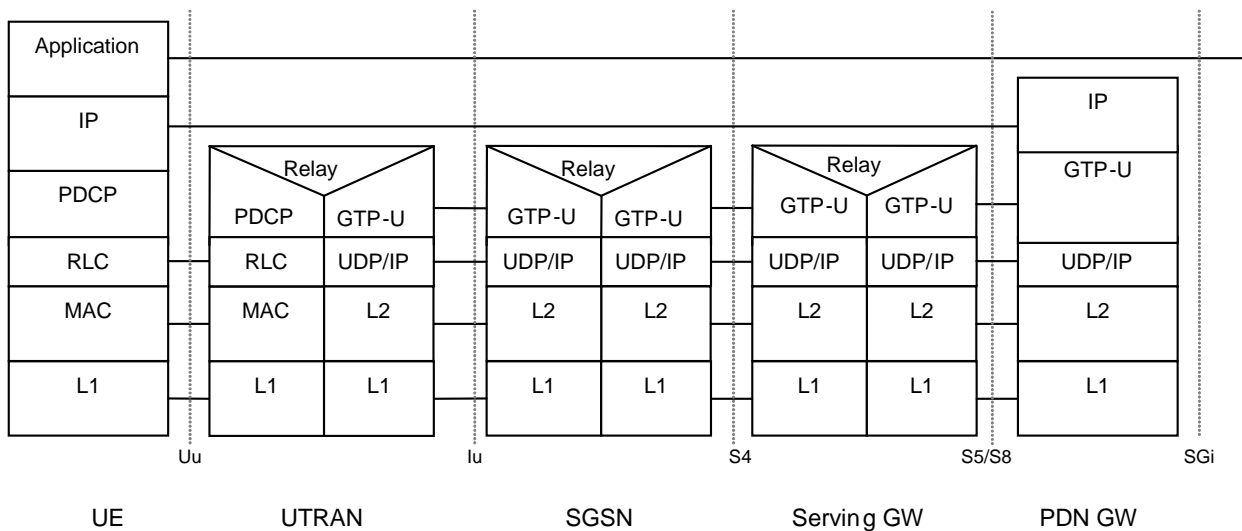 Application
IP
IP
Relay
Relay
Relay
PDCP
GTP-U
PDCP
GTP-U
GTP-U
GTP-U
GTP-U
GTP-U
RLC
RLC
UDP/IP
UDP/IP
UDP/IP
UDP/IP
UDP/IP
UDP/IP
MAC
MAC
L2
L2
L2
L2
L2
L2
L1
L1
L1
L1
L1
L1
L1
L1
Uu
Iu
S4
S5/S8
SGi
UE
UTRAN
SGSN
Serving GW
PDN GW